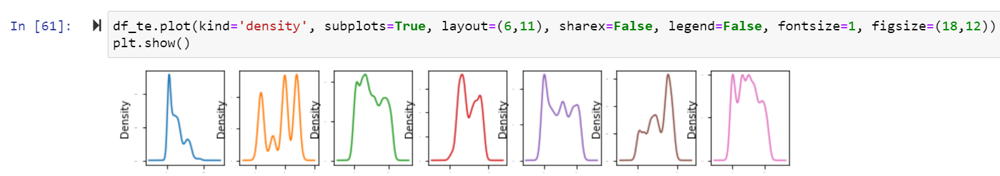 In [61]:
df_te.plot(kind='density', subplots=True, layout=(6,11), sharex=False, legend=False, fontsize=1, figsize=(18,12))
plt.show()
Density
Density
Density
Density
Density
Density
Density